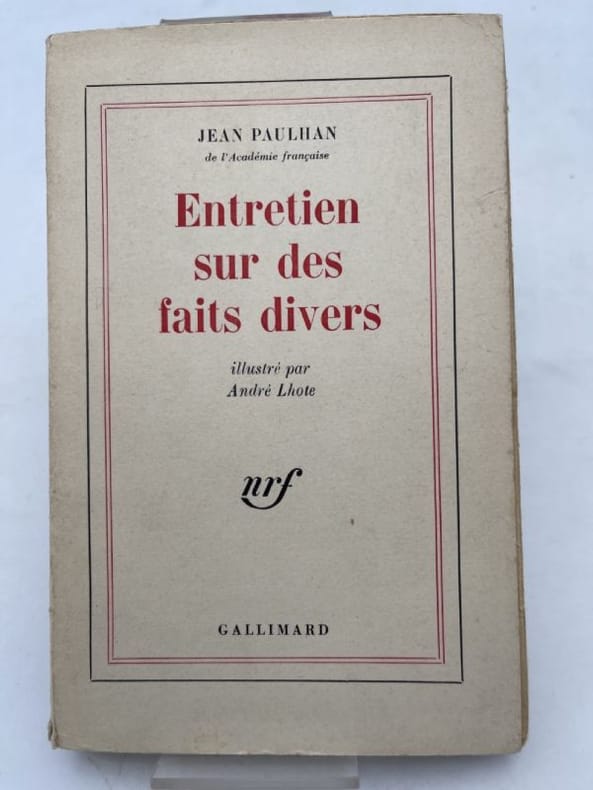 JEAN PAULHAN
de l'Académie française
Entretien
sur des
faits divers
illustré par
André Lhote
nrf
GALLIMARD